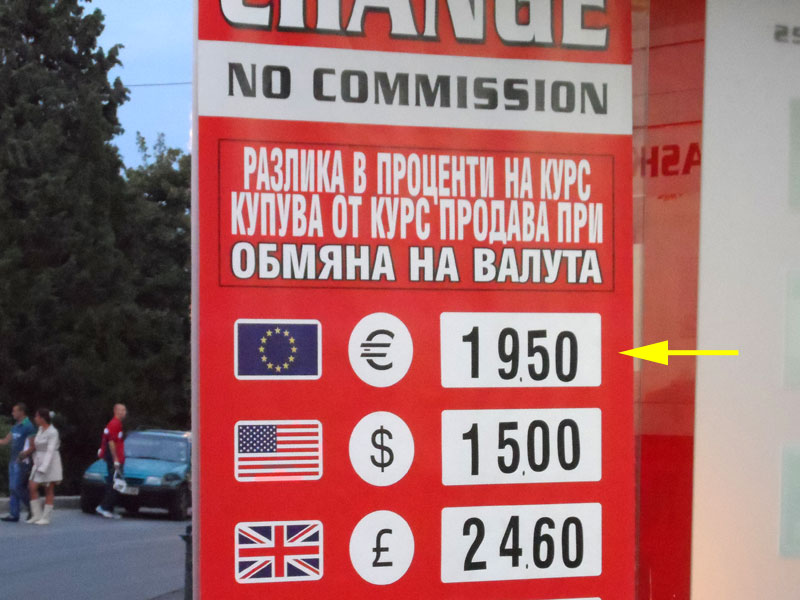 CHANGE
NO COMMISSION
РАЗЛИКА В ПРОЦЕНТИ НА КУРС
КУПУВА ОТ КУРС ПРОДАВА ПРИ
ОБМЯНА НА ВАЛУТА
€ 19.50
$ 15.00
£ 24.60